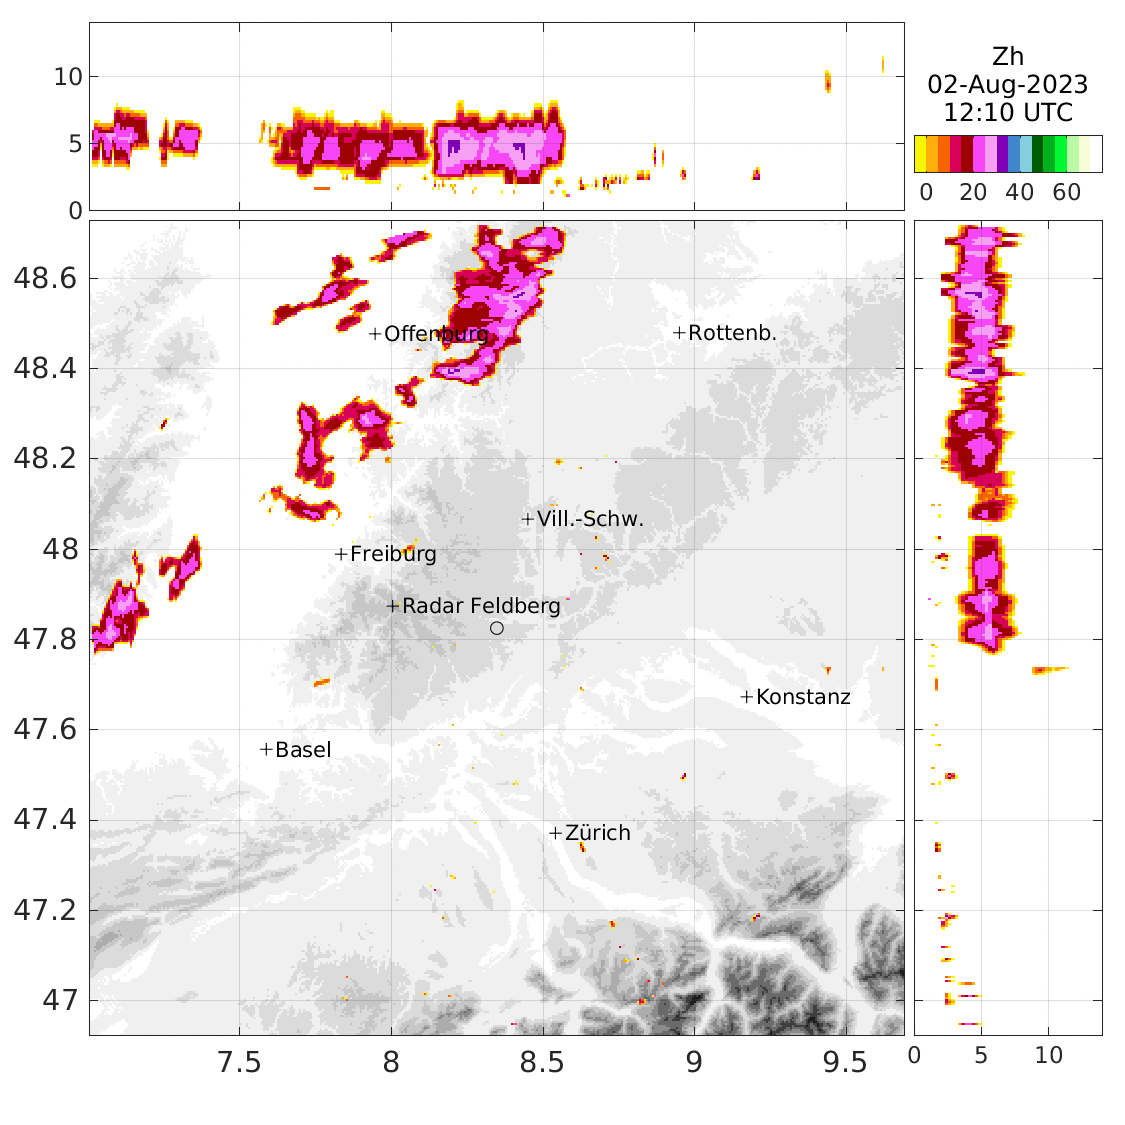 Zh
02-Aug-2023
12:10 UTC
10
5
0
0 20 40 60
48.6
48.4
48.2
48
47.8
47.6
47.4
47.2
47
+Offenburg
+Rottenb.
+Vill.-Schw.
+Freiburg
+Radar Feldberg
+Konstanz
+Basel
+Zürich
7.5 8 8.5 9 9.5
0 5 10